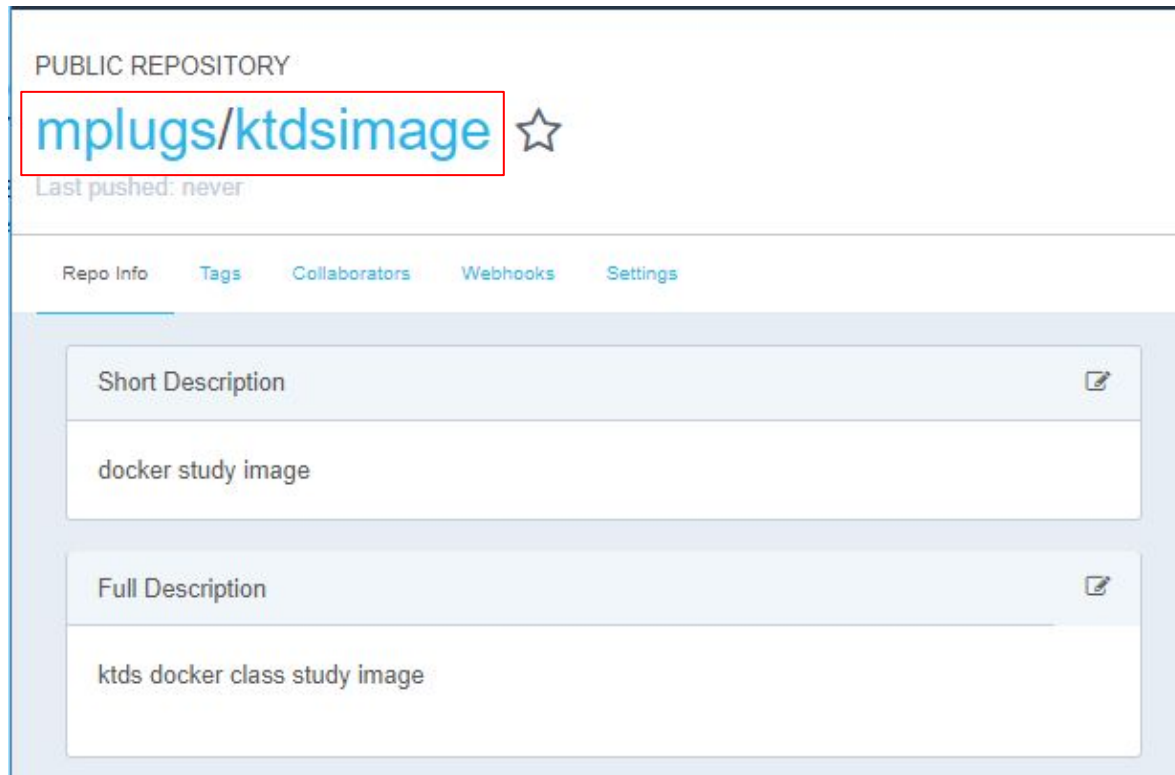 PUBLIC REPOSITORY
mplugs/ktdsimage
Last pushed: never
Repo Info Tags Collaborators Webhooks Settings
Short Description
docker study image
Full Description
ktds docker class study image